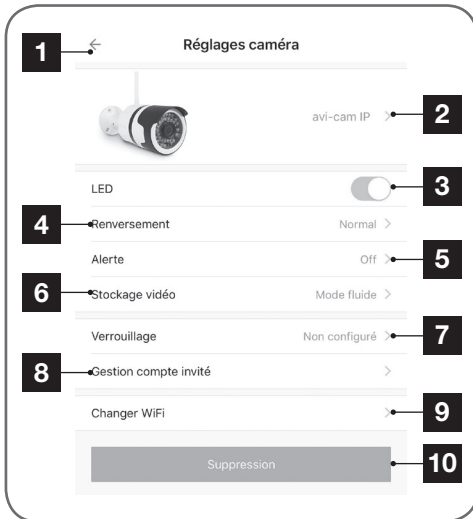 1
Réglages caméra
avi-cam IP
2
LED
3
4
Renversement
Normal
Alerte
Off
5
6
Stockage vidéo
Mode fluide
Verrouillage
Non configuré
7
8
Gestion compte invité
Changer WiFi
9
Suppression
10